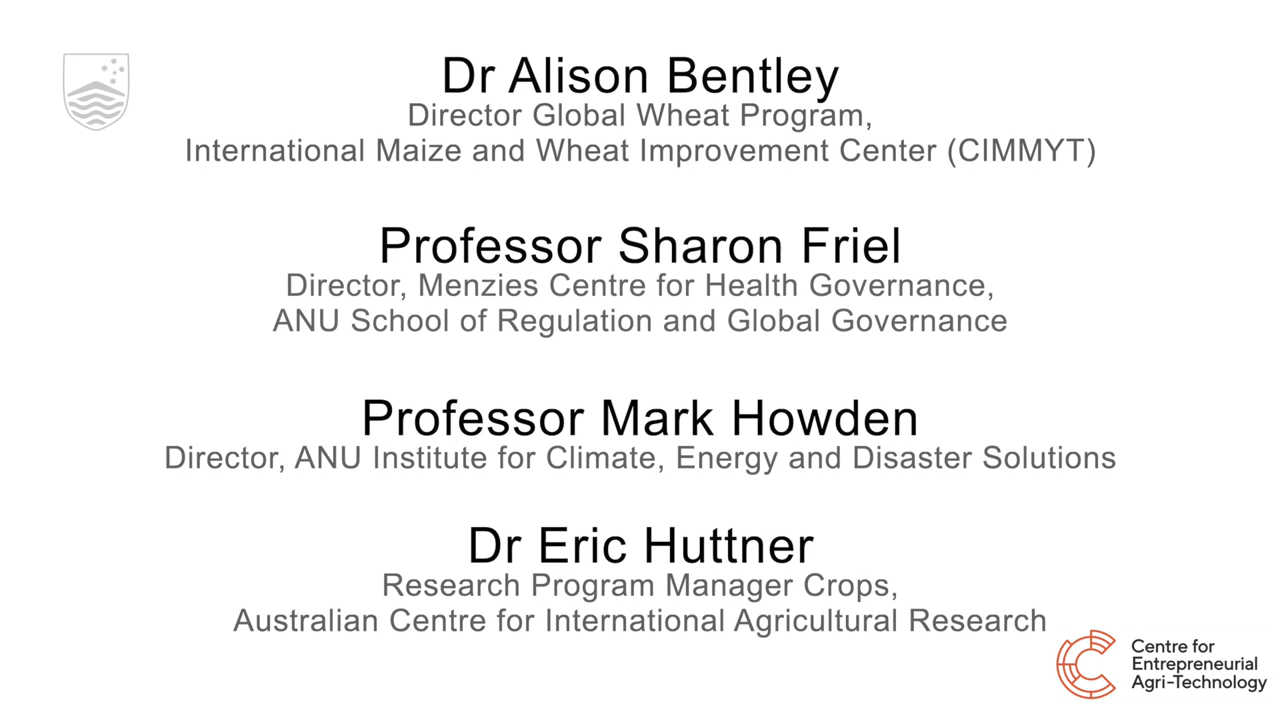 Dr Alison Bentley
Director Global Wheat Program,
International Maize and Wheat Improvement Center (CIMMYT)
Professor Sharon Friel
Director, Menzies Centre for Health Governance,
ANU School of Regulation and Global Governance
Professor Mark Howden
Director, ANU Institute for Climate, Energy and Disaster Solutions
Dr Eric Huttner
Research Program Manager Crops,
Australian Centre for International Agricultural Research
Centre for
Entrepreneurial
Agri-Technology